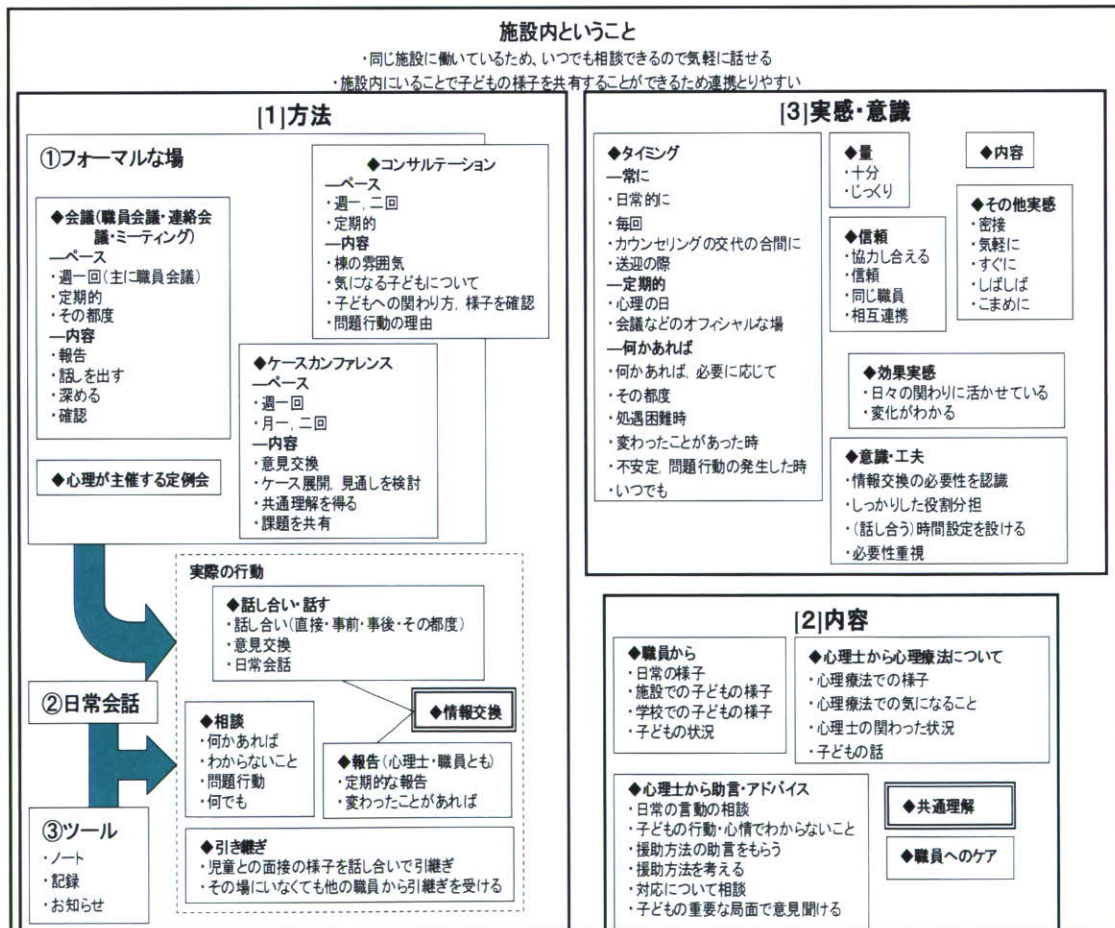 施設内ということ
・同じ施設に働いているため、いつでも相談できるので気軽に話せる
・施設内にいることで子どもの様子を共有することができるため連携とりやすい
[1]方法
①フォーマルな場
◆会議(職員会議・連絡会
議・ミーティング)
―ペース
・週一回(主に職員会議)
・定期的
・その都度
―内容
・報告
・話しを出す
・深める
・確認
◆コンサルテーション
―ペース
・週一,二回
・定期的
―内容
・棟の雰囲気
・気になる子どもについて
・子どもへの関わり方,様子を確認
・問題行動の理由
◆ケースカンファレンス
―ペース
・週一回
・月一,二回
―内容
・意見交換
・ケース展開,見通しを検討
・共通理解を得る
・課題を共有
◆心理が主催する定例会
実際の行動
◆話し合い・話す
・話し合い(直接・事前・事後・その都度)
・意見交換
・日常会話
②日常会話
◆情報交換
◆相談
・何かあれば
・わからないこと
・問題行動
・何でも
◆報告(心理士・職員とも)
・定期的な報告
・変わったことがあれば
③ツール
・ノート
・記録
・お知らせ
◆引き継ぎ
・児童との面接の様子を話し合いで引継ぎ
・その場にいなくても他の職員から引継ぎを受ける
[3]実感・意識
◆タイミング
―常に
・日常的に
・毎回
・カウンセリングの交代の合間に
・送迎の際
―定期的
・心理の日
・会議などのオフィシャルな場
―何かあれば
・何かあれば,必要に応じて
・その都度
・処遇困難時
・変わったことがあった時
・不安定,問題行動の発生した時
・いつでも
◆量
・十分
・じっくり
◆内容
◆信頼
・協力し合える
・信頼
・同じ職員
・相互連携
◆その他実感
・密接
・気軽に
・すぐに
・しばしば
・こまめに
◆効果実感
・日々の関わりに活かせている
・変化がわかる
◆意識・工夫
・情報交換の必要性を認識
・しっかりした役割分担
・(話し合う)時間設定を設ける
・必要性重視
[2]内容
◆職員から
・日常の様子
・施設での子どもの様子
・学校での子どもの様子
・子どもの状況
◆心理士から心理療法について
・心理療法での様子
・心理療法での気になること
・心理士の関わった状況
・子どもの話
◆心理士から助言・アドバイス
・日常の言動の相談
・子どもの行動・心情でわからないこと
・援助方法の助言をもらう
・援助方法を考える
・対応について相談
・子どもの重要な局面で意見聞ける
◆共通理解
◆職員へのケア